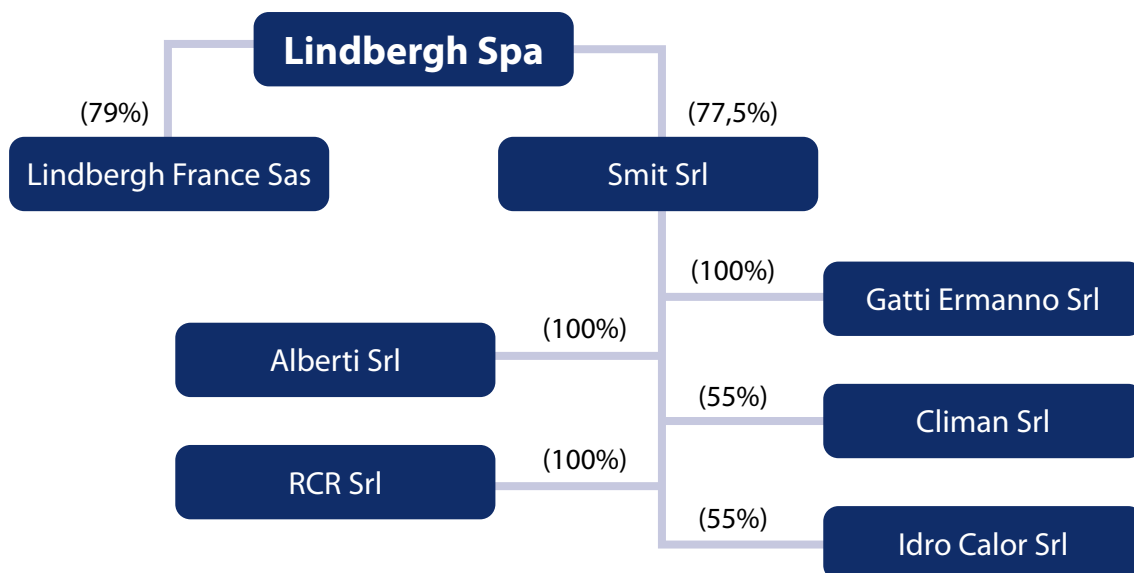 Lindbergh Spa
(79%)
(77,5%)
Lindbergh France Sas
Smit Srl
(100%)
Gatti Ermanno Srl
(100%)
Alberti Srl
(55%)
Climan Srl
(100%)
RCR Srl
(55%)
Idro Calor Srl